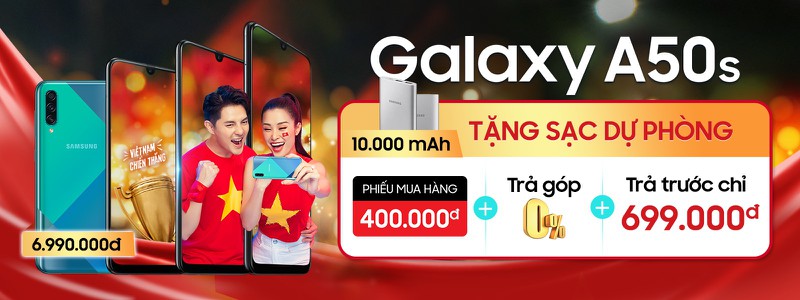 Galaxy A50s
SAMSUNG
VIỆT NAM
CHIẾN THẮNG
6.990.000đ
SAMSUNG
10.000 mAh
TẶNG SẠC DỰ PHÒNG
PHIẾU MUA HÀNG
400.000đ
+
Trả góp
0%
+
Trả trước chỉ
699.000đ